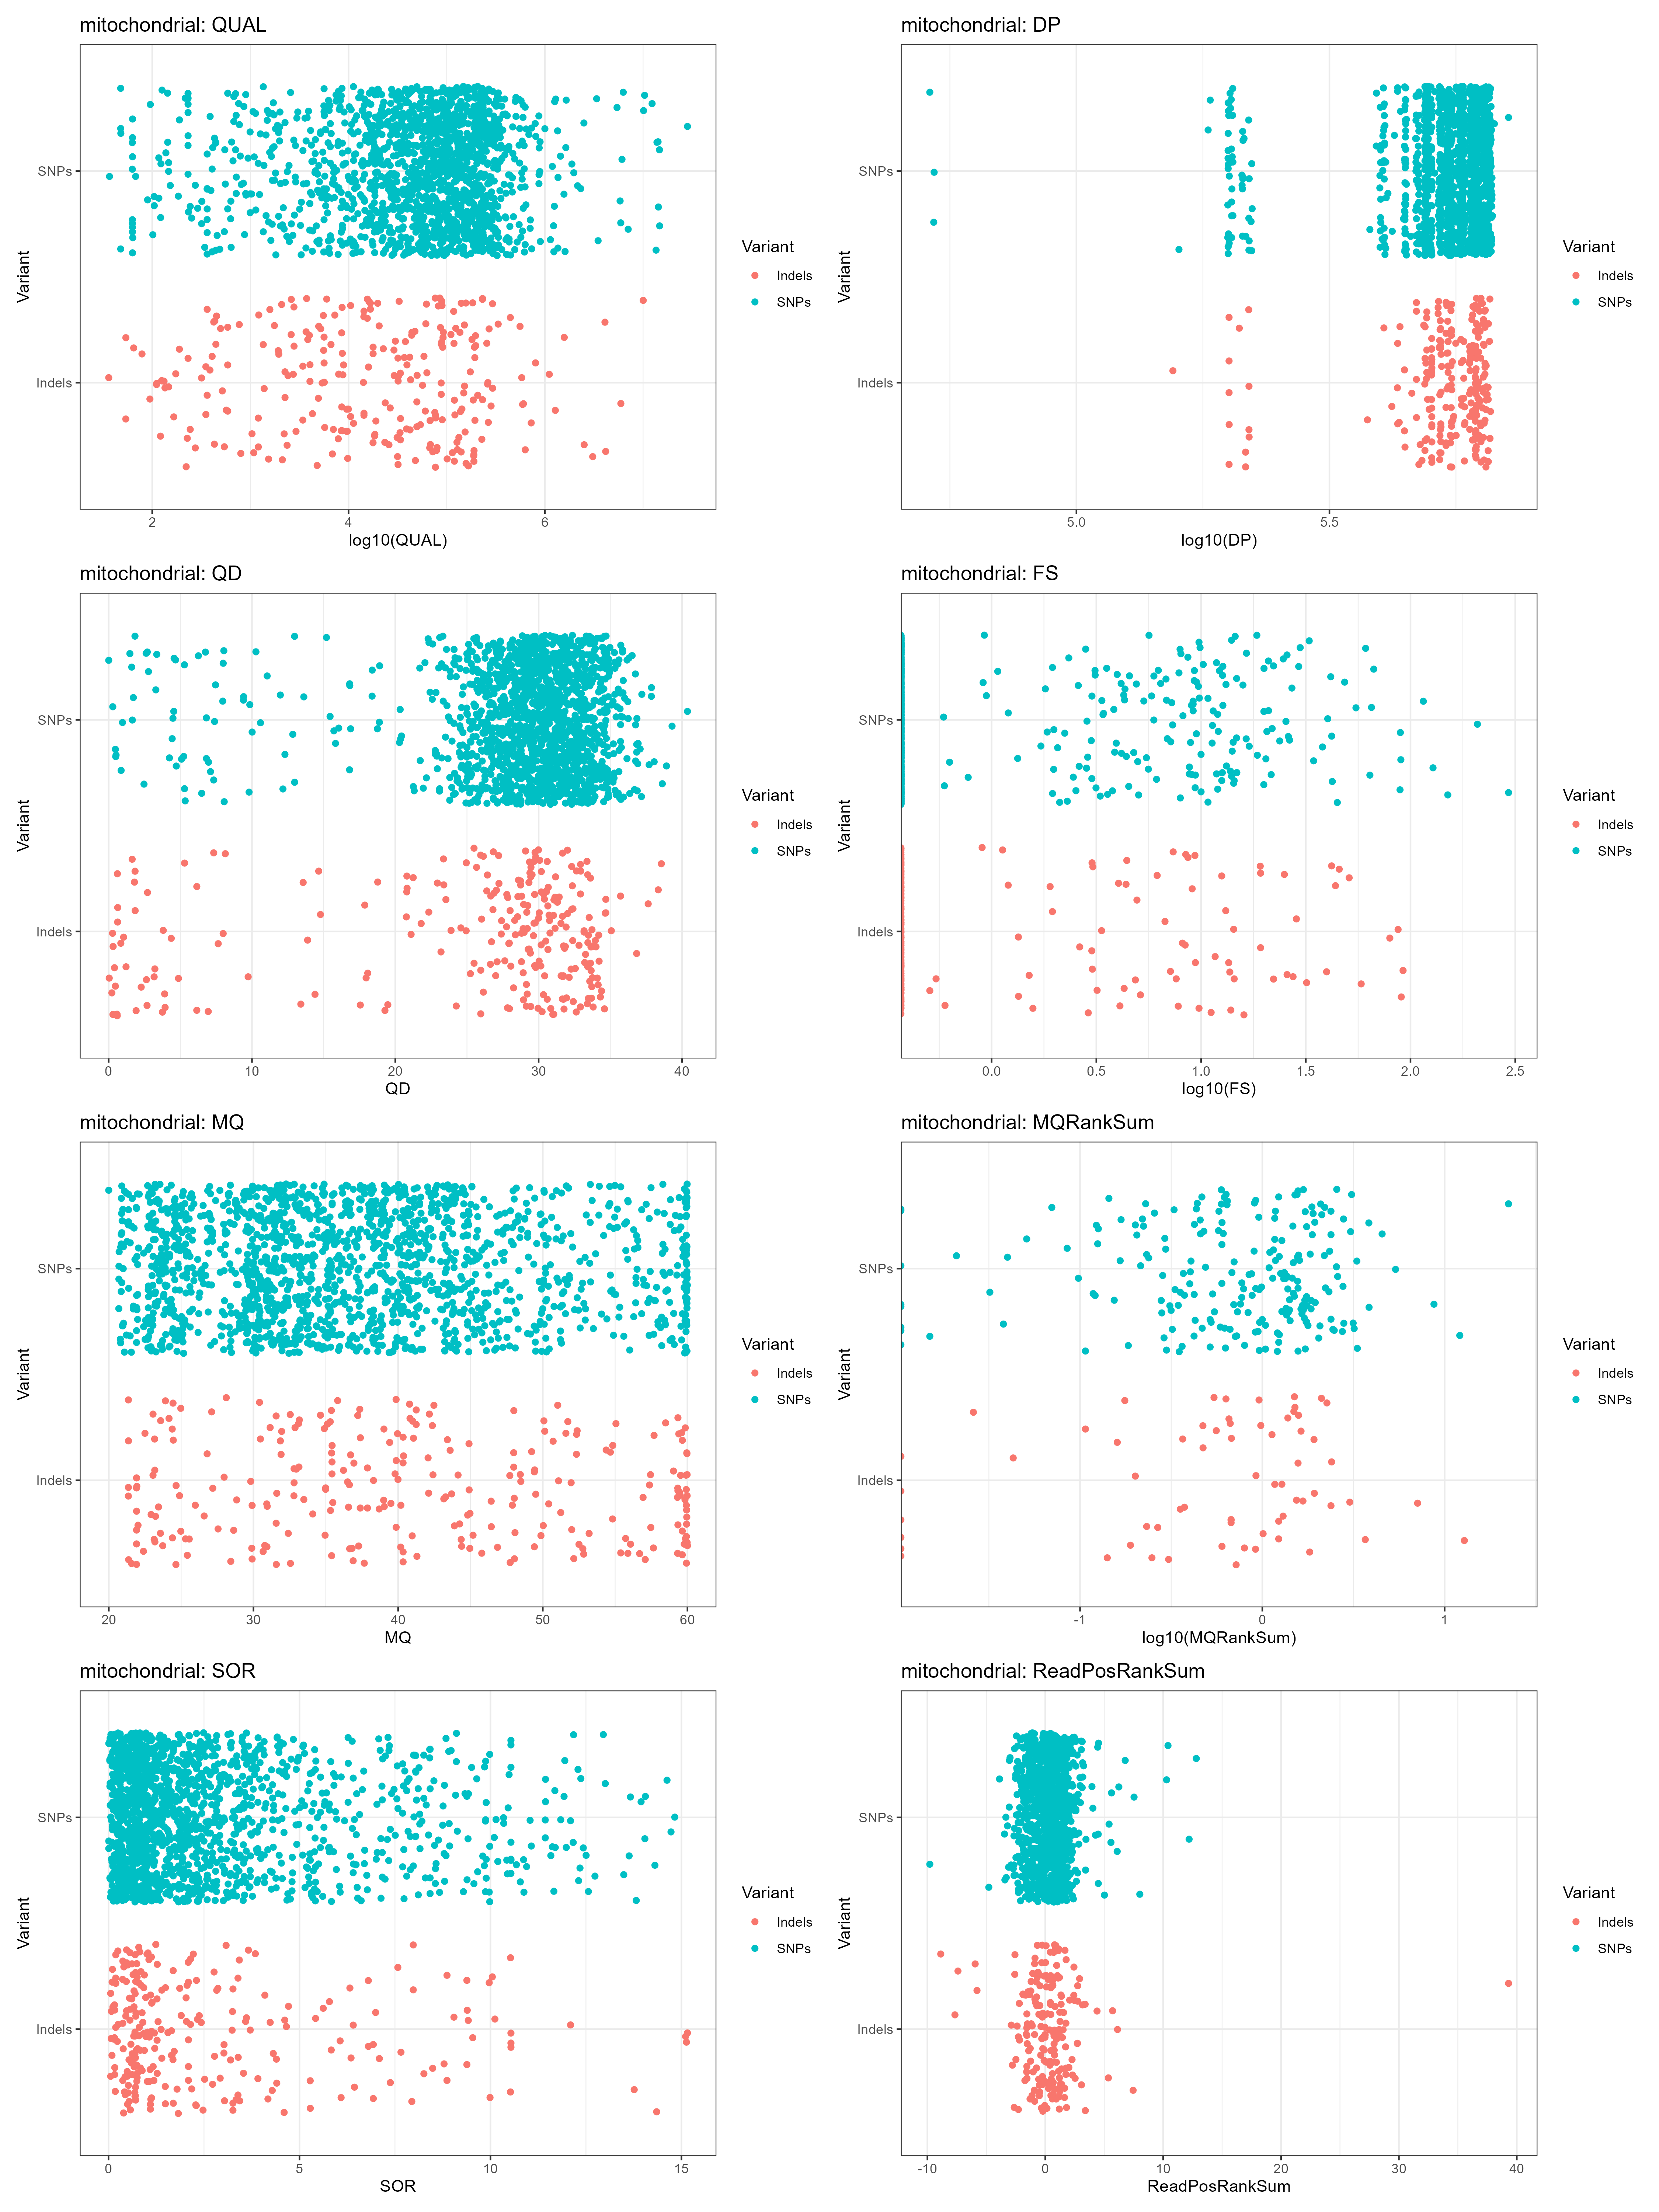 mitochondrial: QUAL
Variant
SNPs
Indels
2 4 6
log10(QUAL)
Variant
Indels
SNPs
mitochondrial: DP
Variant
SNPs
Indels
5.0 5.5
log10(DP)
Variant
Indels
SNPs
mitochondrial: QD
Variant
SNPs
Indels
0 10 20 30 40
QD
Variant
Indels
SNPs
mitochondrial: FS
Variant
SNPs
Indels
0.0 0.5 1.0 1.5 2.0 2.5
log10(FS)
Variant
Indels
SNPs
mitochondrial: MQ
Variant
SNPs
Indels
20 30 40 50 60
MQ
Variant
Indels
SNPs
mitochondrial: MQRankSum
Variant
SNPs
Indels
-1 0 1
log10(MQRankSum)
Variant
Indels
SNPs
mitochondrial: SOR
Variant
SNPs
Indels
0 5 10 15
SOR
Variant
Indels
SNPs
mitochondrial: ReadPosRankSum
Variant
SNPs
Indels
-10 0 10 20 30 40
ReadPosRankSum
Variant
Indels
SNPs